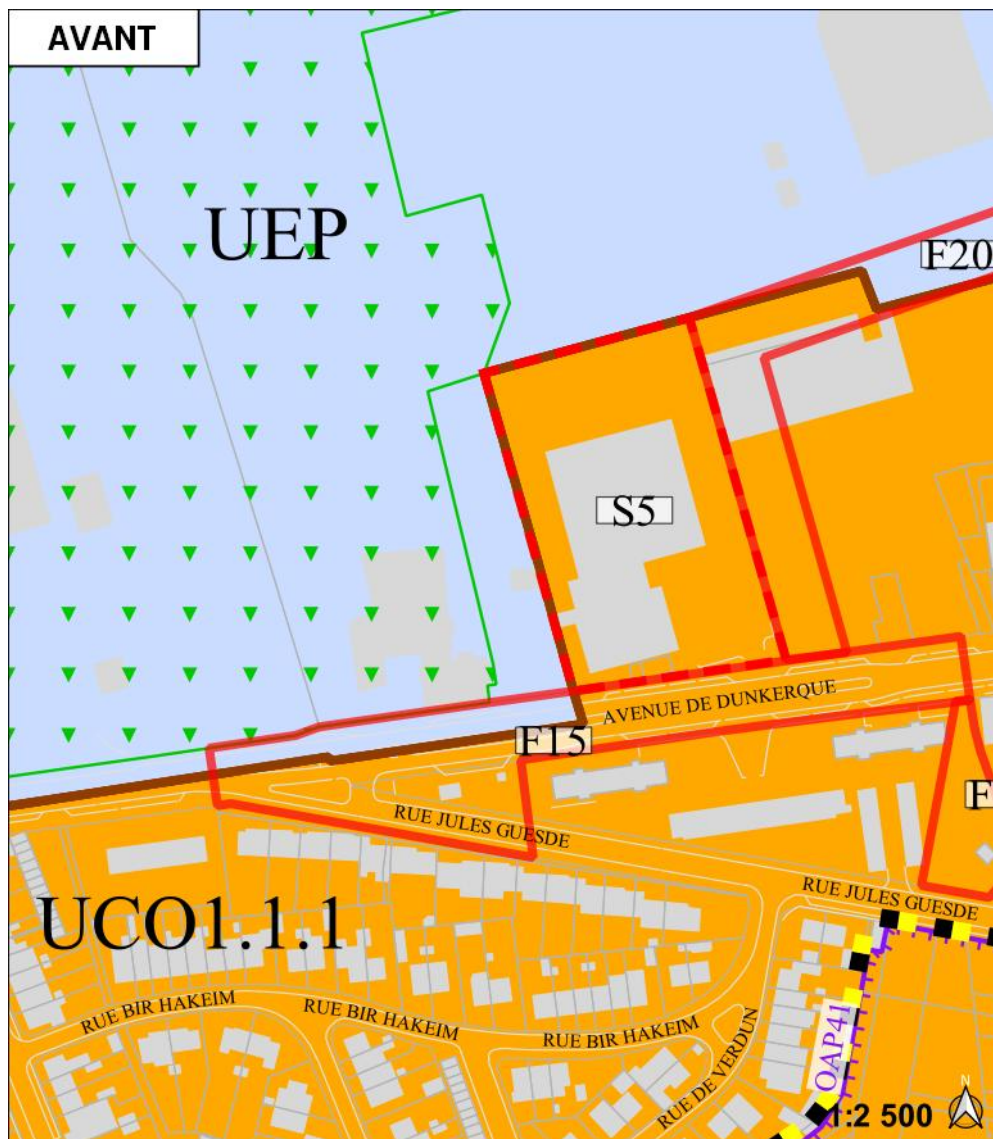 AVANT
UEP
F20
S5
AVENUE DE DUNKERQUE
F15
F
RUE JULES GUESDE
RUE JULES GUESDE
UCO1.1.1
RUE BIR HAKEIM
RUE BIR HAKEIM
RUE BIR HAKEIM
RUE DE VERDUN
OAP41
1:2 500
N